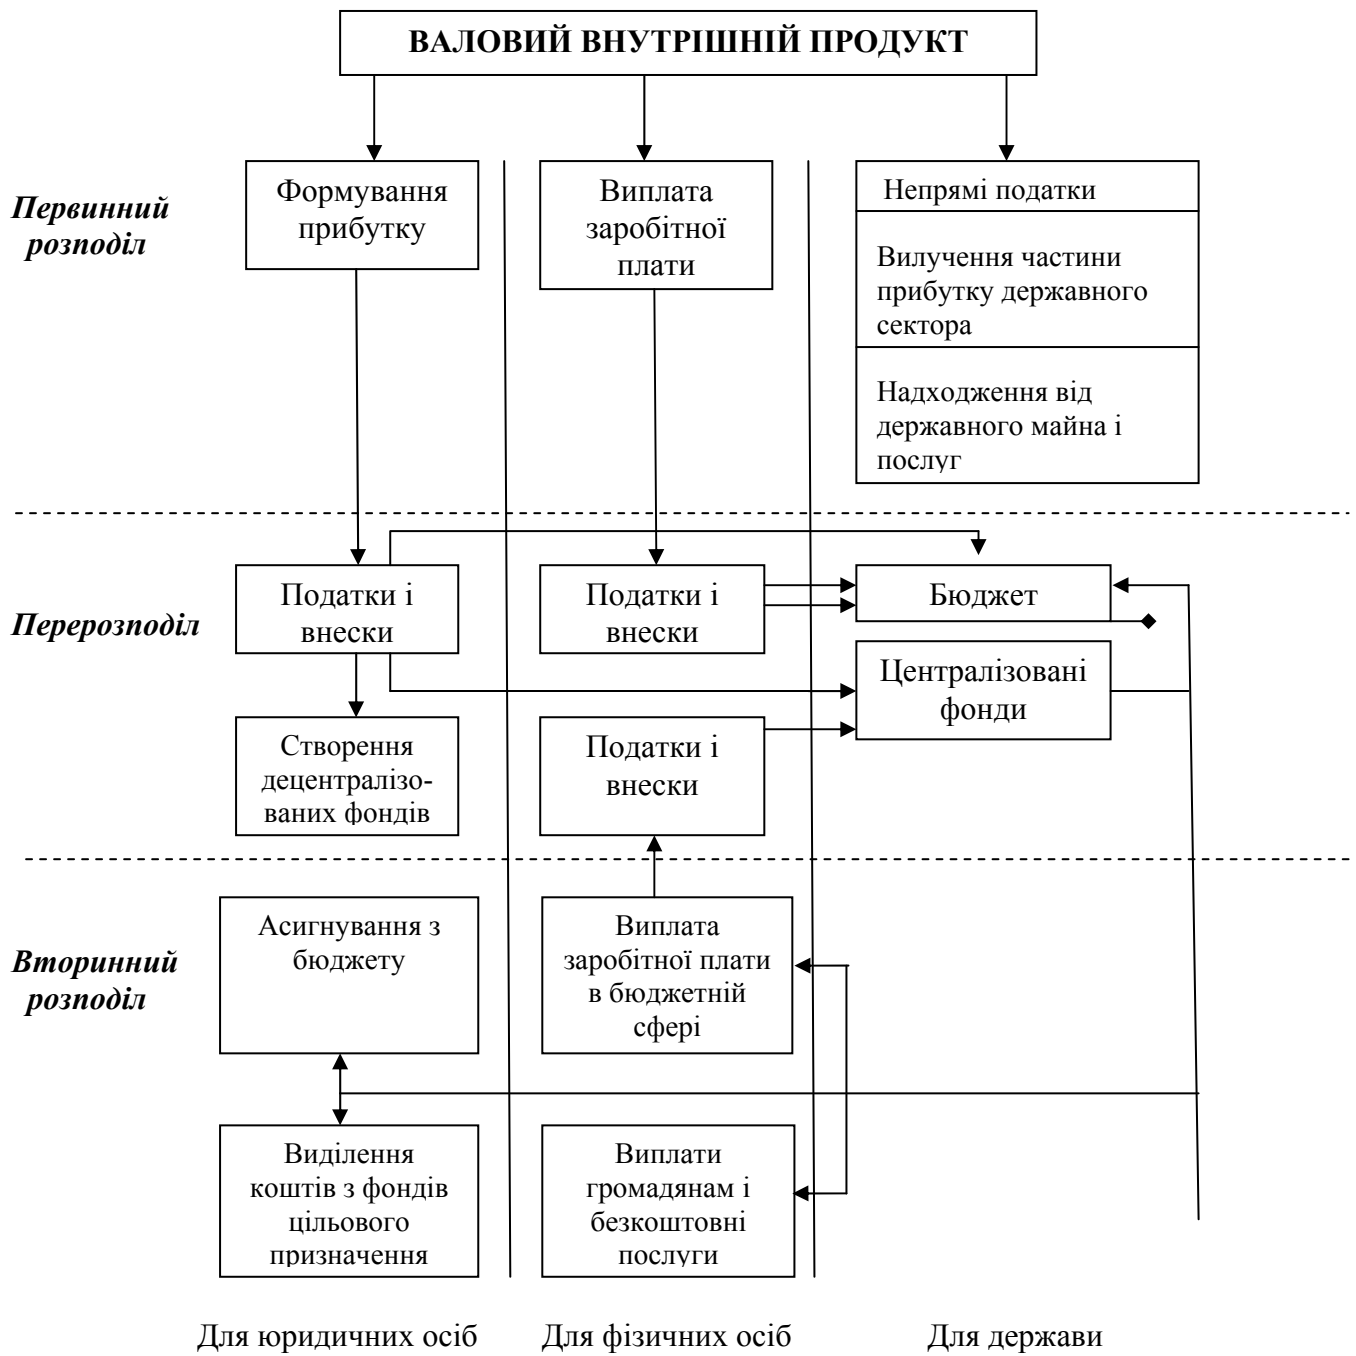 ВАЛОВИЙ ВНУТРІШНІЙ ПРОДУКТ
Первинний
розподіл
Формування
прибутку
Виплата
заробітної
плати
Непрямі податки
Вилучення частини
прибутку державного
сектора
Надходження від
державного майна і
послуг
Перерозподіл
Податки і
внески
Податки і
внески
Бюджет
Централізовані
фонди
Створення
децентралізо-
ваних фондів
Податки і
внески
Вторинний
розподіл
Асигнування з
бюджету
Виплата
заробітної плати
в бюджетній
сфері
Виділення
коштів з фондів
цільового
призначення
Виплати
громадянам і
безкоштовні
послуги
Для юридичних осіб
Для фізичних осіб
Для держави